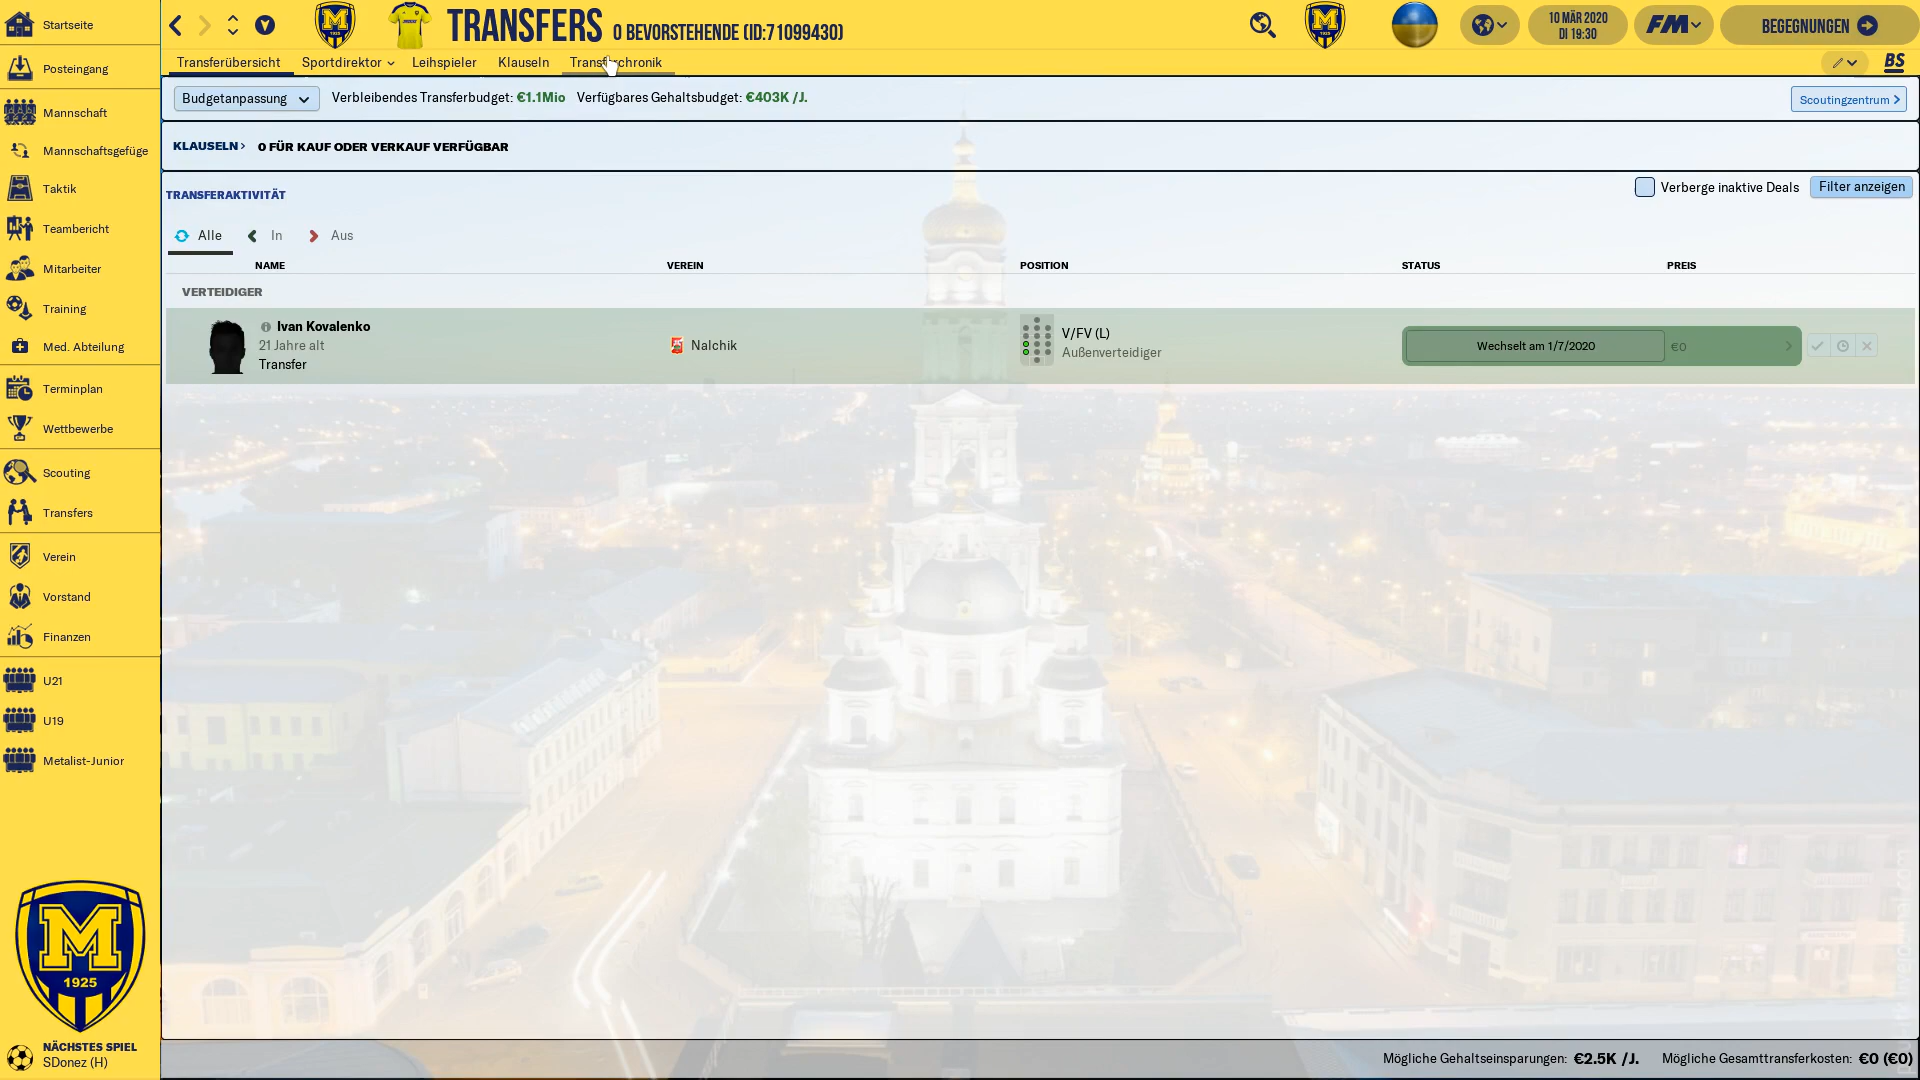 Startseite
Posteingang
Mannschaft
Mannschaftsgefüge
Taktik
Teambericht
Mitarbeiter
Training
Med. Abteilung
Terminplan
Wettbewerbe
Scouting
Transfers
Verein
Vorstand
Finanzen
U21
U19
Metalist-Junior
M
1925
NÄCHSTES SPIEL
SDonez (H)
TRANSFERS 0 BEVORSTEHENDE (ID:71099430)
10 MÄR 2020
DI 19:30
FM
BEGEGNUNGEN
Transferübersicht Sportdirektor Leihspieler Klauseln Transferchronik
BS
Budgetanpassung Verbleibendes Transferbudget: €1.1Mio Verfügbares Gehaltsbudget: €403K /J. Scoutingzentrum
KLAUSELN 0 FÜR KAUF ODER VERKAUF VERFÜGBAR
TRANSFERAKTIVITÄT Verberge inaktive Deals Filter anzeigen
Alle In Aus
NAME VEREIN POSITION STATUS PREIS
VERTEIDIGER
Ivan Kovalenko
21 Jahre alt
Transfer
Nalchik
V/FV (L)
Außenverteidiger
Wechselt am 1/7/2020 €0
Mögliche Gehaltseinsparungen: €2.5K /J. Mögliche Gesamttransferkosten: €0 (€0)